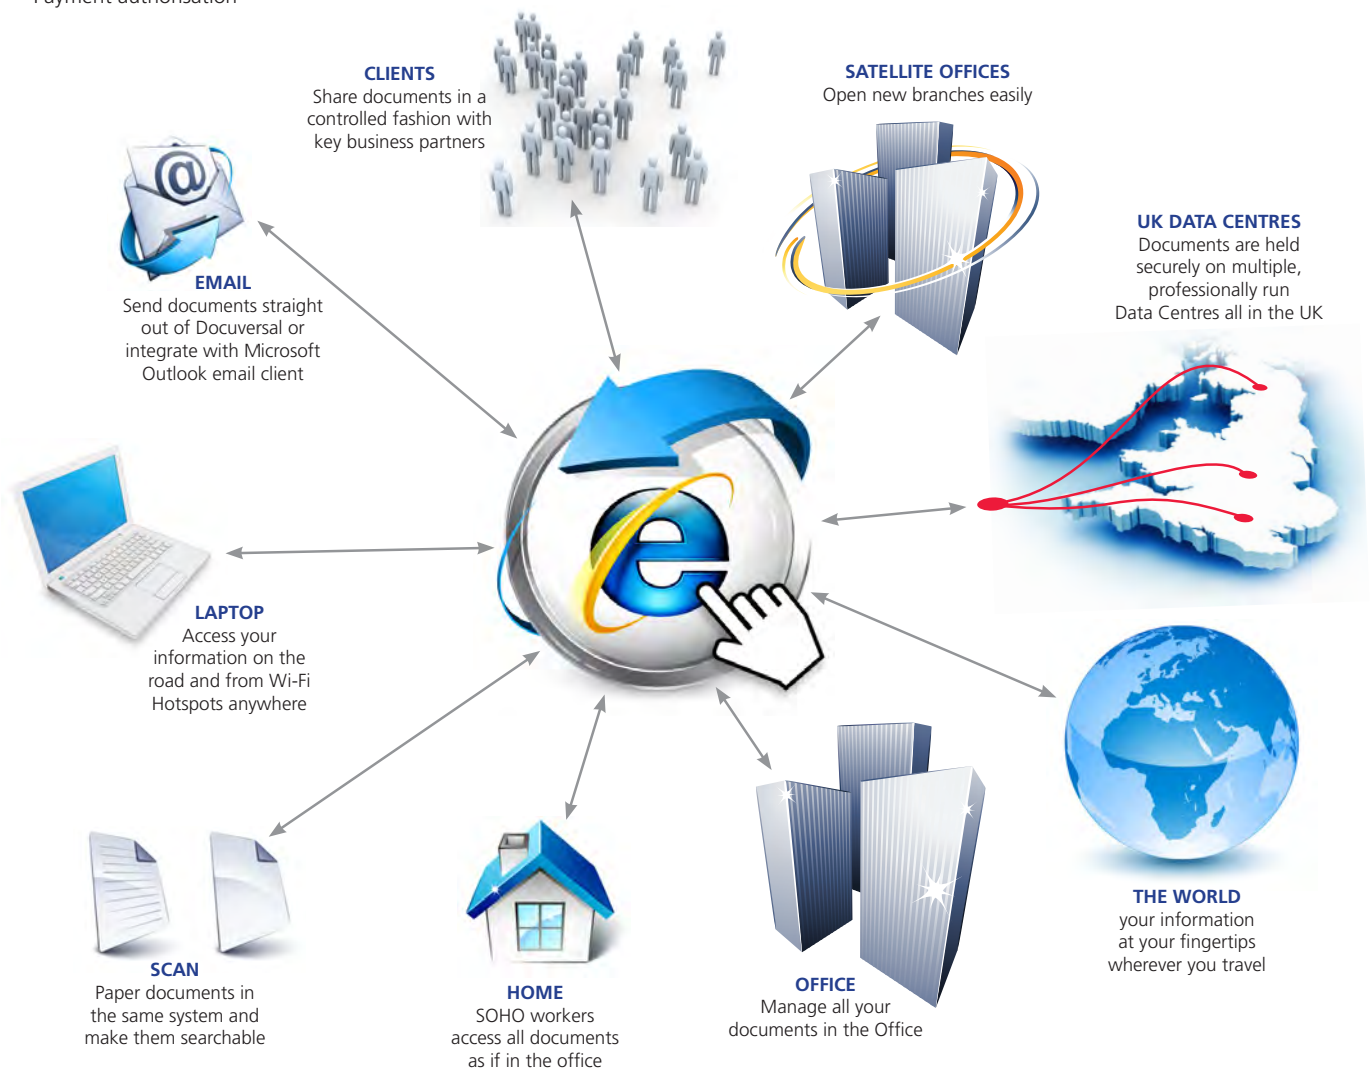 Payment authorisation
CLIENTS
Share documents in a
controlled fashion with
key business partners
SATELLITE OFFICES
Open new branches easily
UK DATA CENTRES
Documents are held
securely on multiple,
professionally run
Data Centres all in the UK
EMAIL
Send documents straight
out of Docuversal or
integrate with Microsoft
Outlook email client
LAPTOP
Access your
information on the
road and from Wi-Fi
Hotspots anywhere
THE WORLD
your information
at your fingertips
wherever you travel
SCAN
Paper documents in
the same system and
make them searchable
HOME
SOHO workers
access all documents
as if in the office
OFFICE
Manage all your
documents in the Office